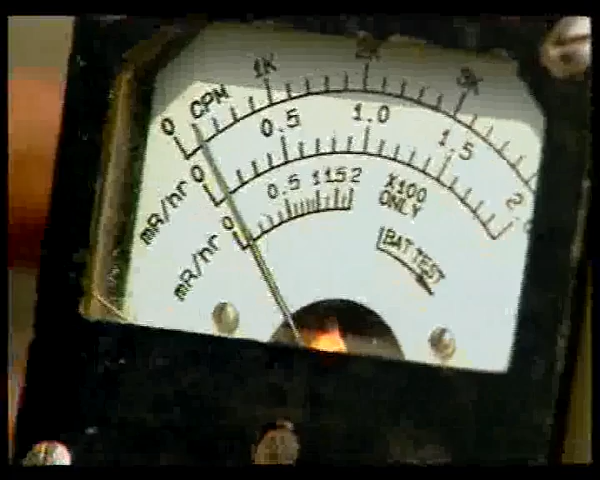 0 CPM 1K 2K 3K
mR/hr 0 0.5 1.0 1.5 2.
mR/hr 0 0.5 1 1.5 2 X100
ONLY
BAT TEST